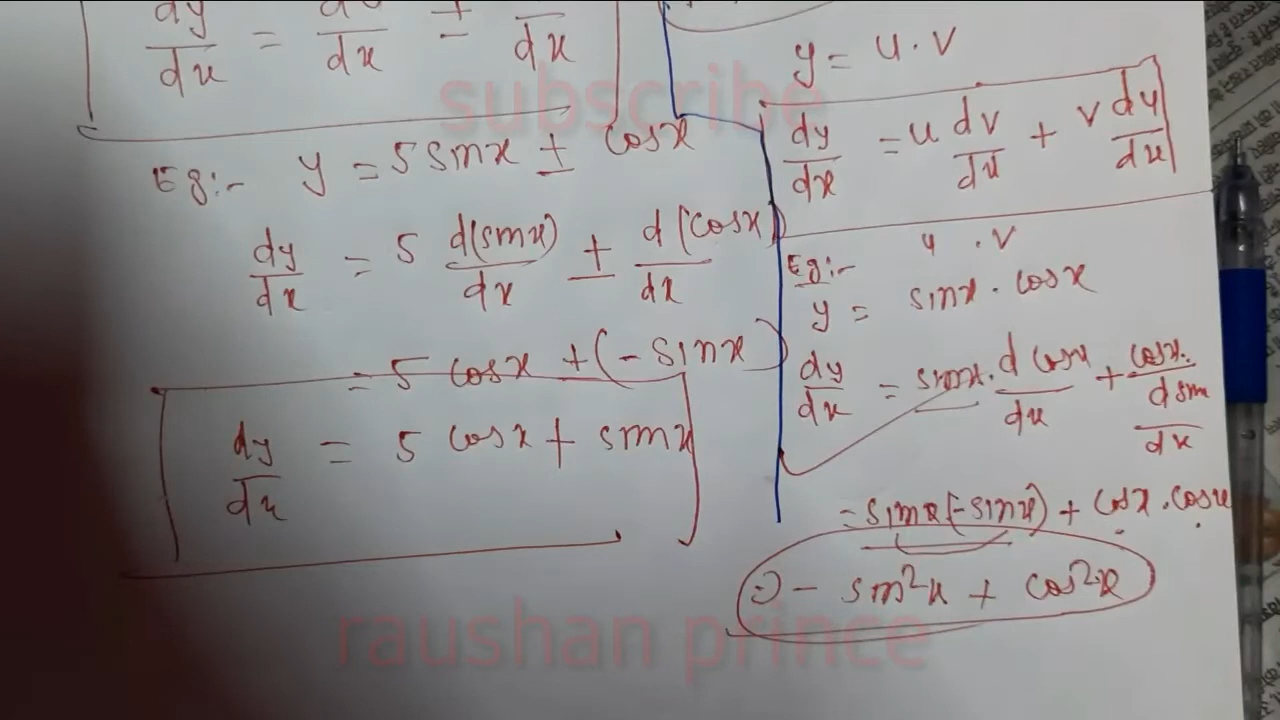 dy/dx = du/dx ± /dx
Eg:- y = 5 sinx ± cosx
dy/dx = 5 d(sinx)/dx ± d(cosx)/dx
= 5 cosx + (- sinx)
dy/dx = 5 cosx + sinx
y = u . v
dy/dx = u dv/dx + v du/dx
u . v
Eg:-
y = sinx . cosx
dy/dx = sinx . d cosx/dx + cosx . d sin/dx
= sinx (-sinx) + cosx . cosx
⇒ - sin²x + cos²x
subscribe
raushan prince